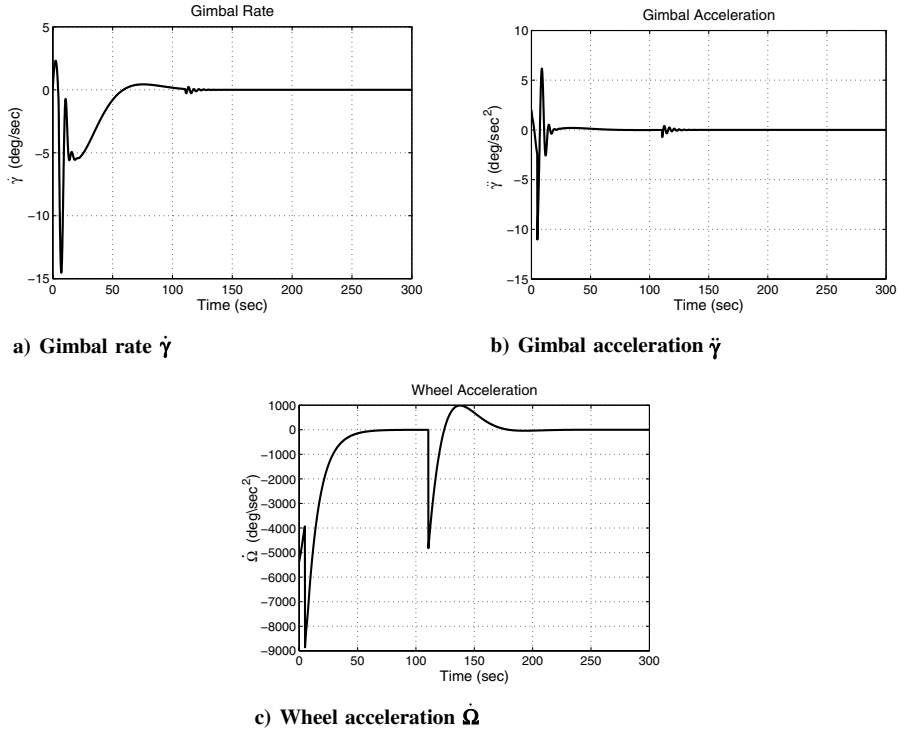 Gimbal Rate
5
0
−5
−10
−15
γ̇ (deg/sec)
0 50 100 150 200 250 300
Time (sec)
a) Gimbal rate γ̇
Gimbal Acceleration
10
5
0
−5
−10
−15
γ̈ (deg/sec²)
0 50 100 150 200 250 300
Time (sec)
b) Gimbal acceleration γ̈
Wheel Acceleration
1000
0
−1000
−2000
−3000
−4000
−5000
−6000
−7000
−8000
−9000
Ω̇ (deg\sec²)
0 50 100 150 200 250 300
Time (sec)
c) Wheel acceleration Ω̇